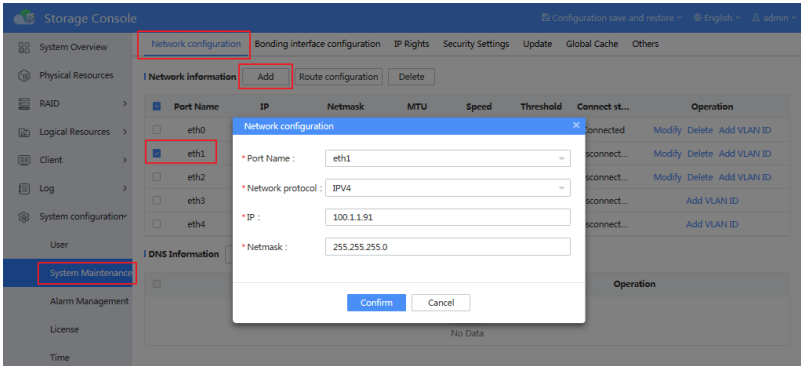 Storage Console
Configuration save and restore
English
admin
System Overview
Physical Resources
RAID
Logical Resources
Client
Log
System configuration
User
System Maintenance
Alarm Management
License
Time
Network configuration Bonding interface configuration IP Rights Security Settings Update Global Cache Others
Network information Add Route configuration Delete
Port Name IP Netmask MTU Speed Threshold Connect st... Operation
eth0 onnected Modify Delete Add VLAN ID
eth1 sconnect... Modify Delete Add VLAN ID
eth2 sconnect... Modify Delete Add VLAN ID
eth3 sconnect... Add VLAN ID
eth4 sconnect... Add VLAN ID
DNS Information
Operation
No Data
Network configuration ×
* Port Name : eth1
* Network protocol : IPV4
* IP : 100.1.1.91
* Netmask : 255.255.255.0
Confirm Cancel